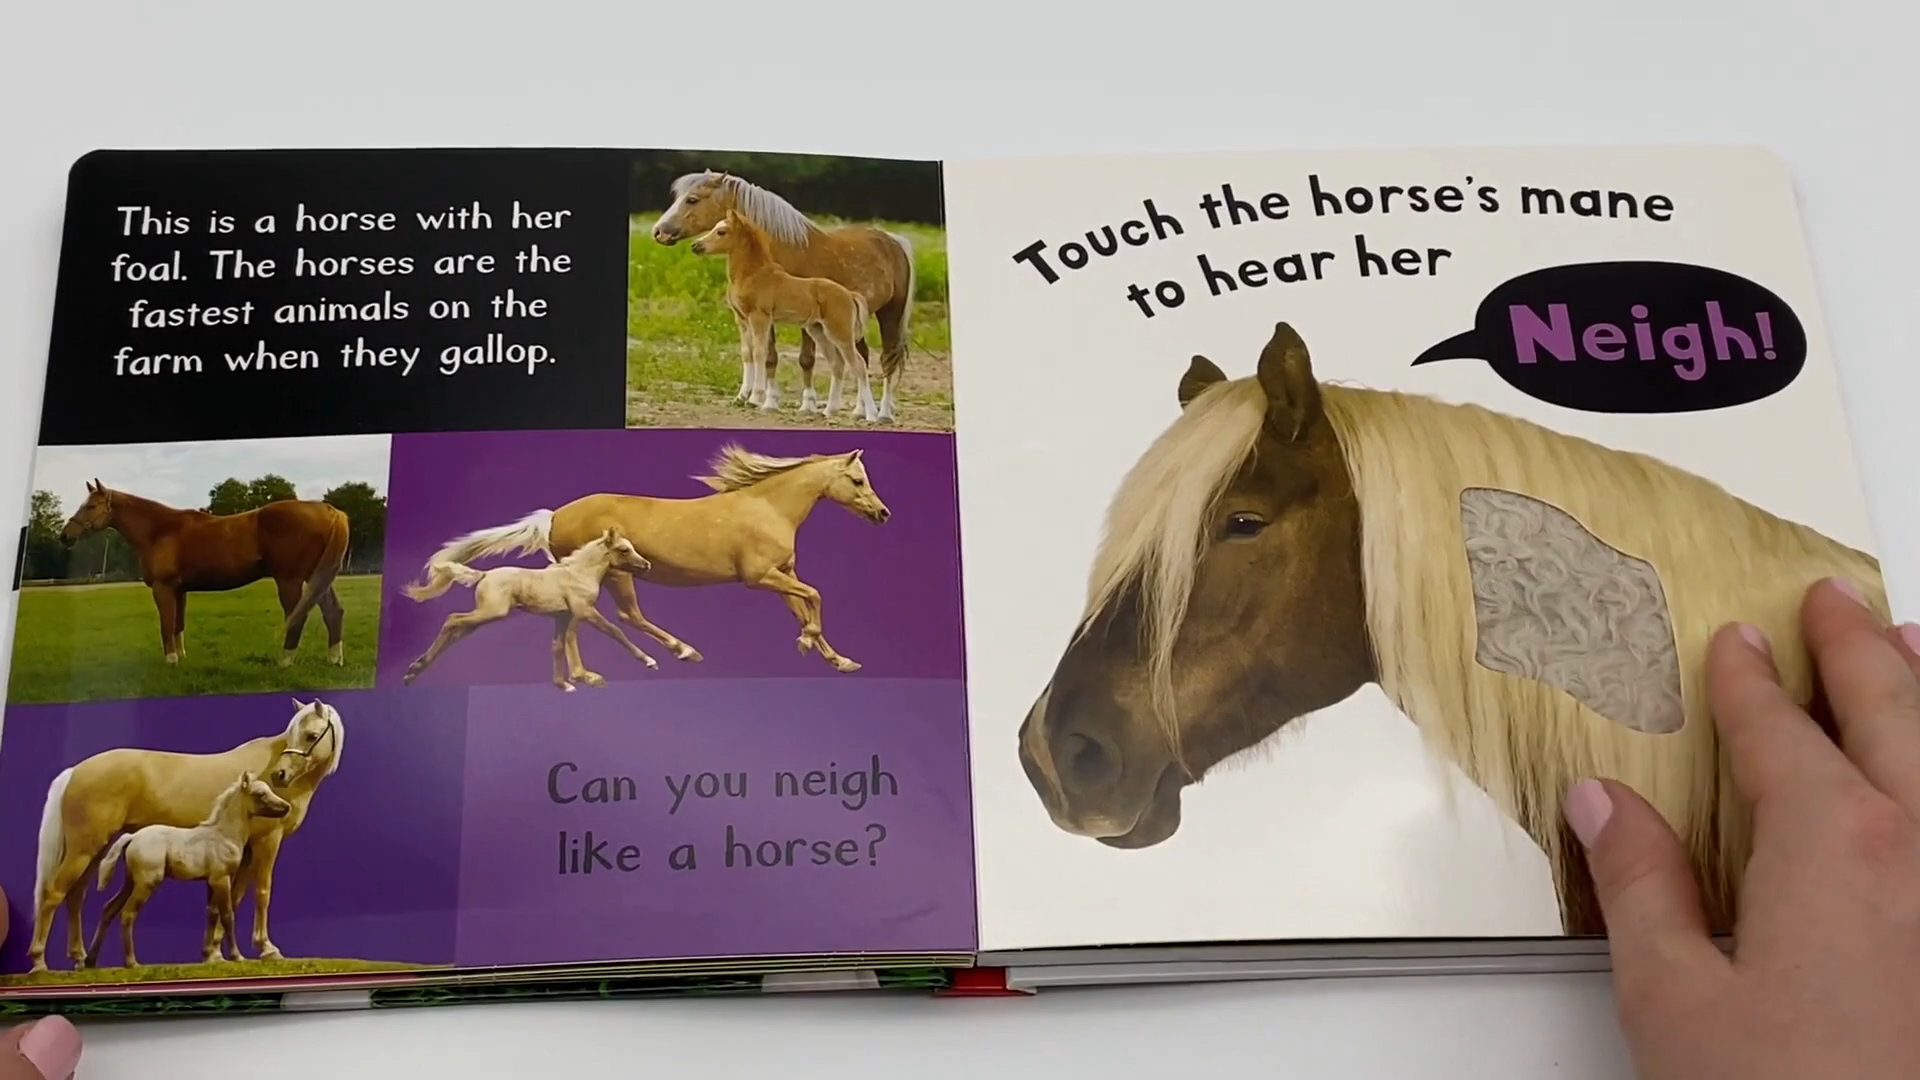 This is a horse with her
foal. The horses are the
fastest animals on the
farm when they gallop.
Can you neigh
like a horse?
Touch the horse's mane
to hear her
Neigh!